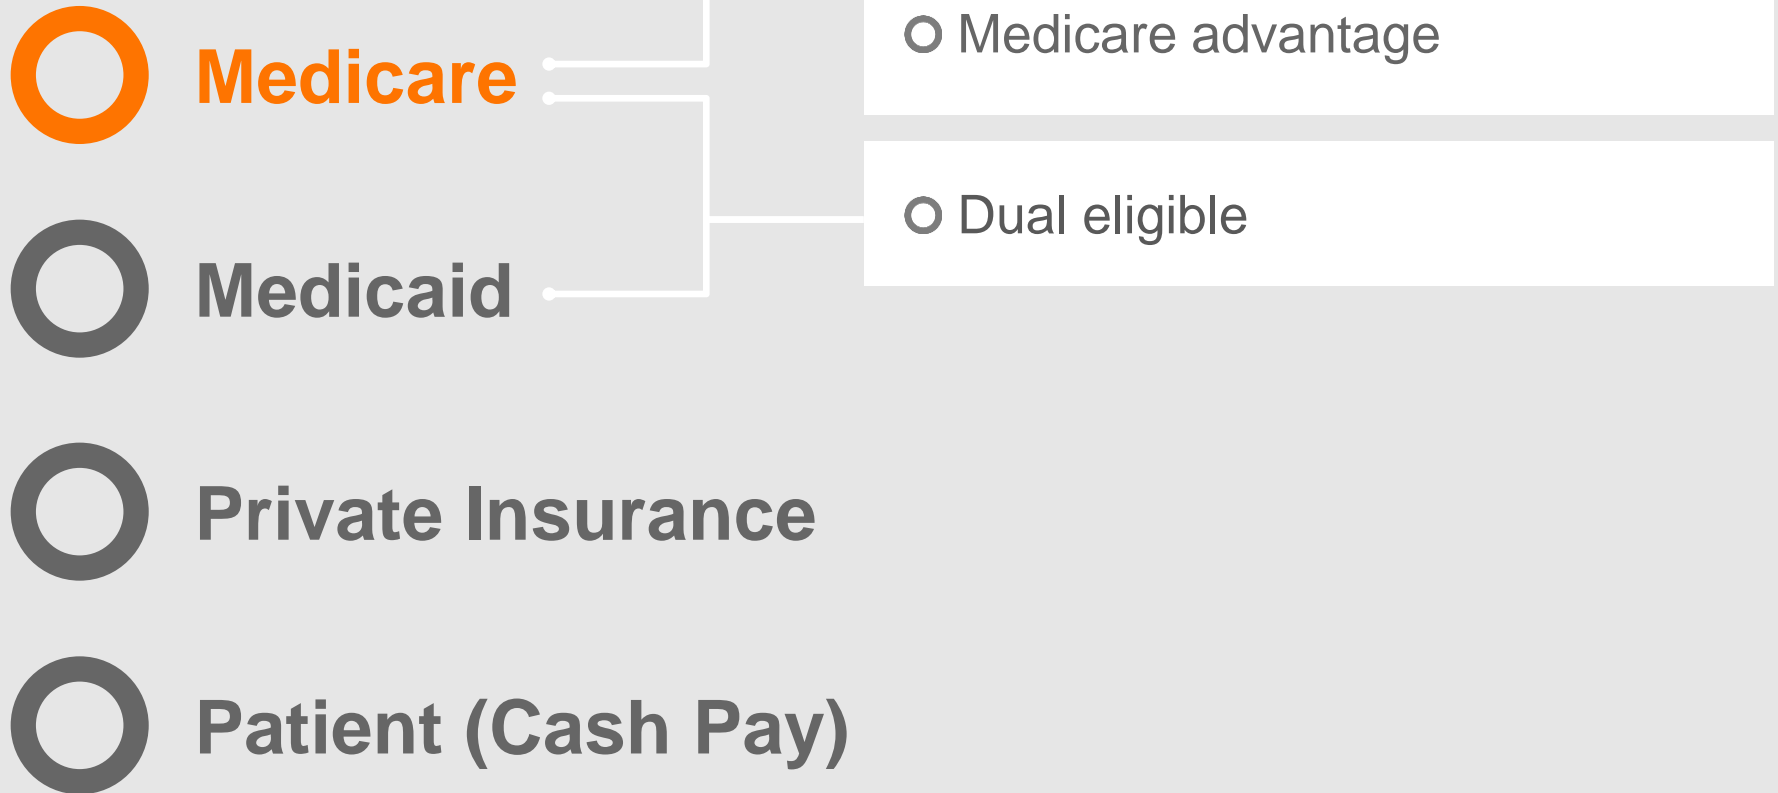 Medicare
Medicare advantage
Dual eligible
Medicaid
Private Insurance
Patient (Cash Pay)